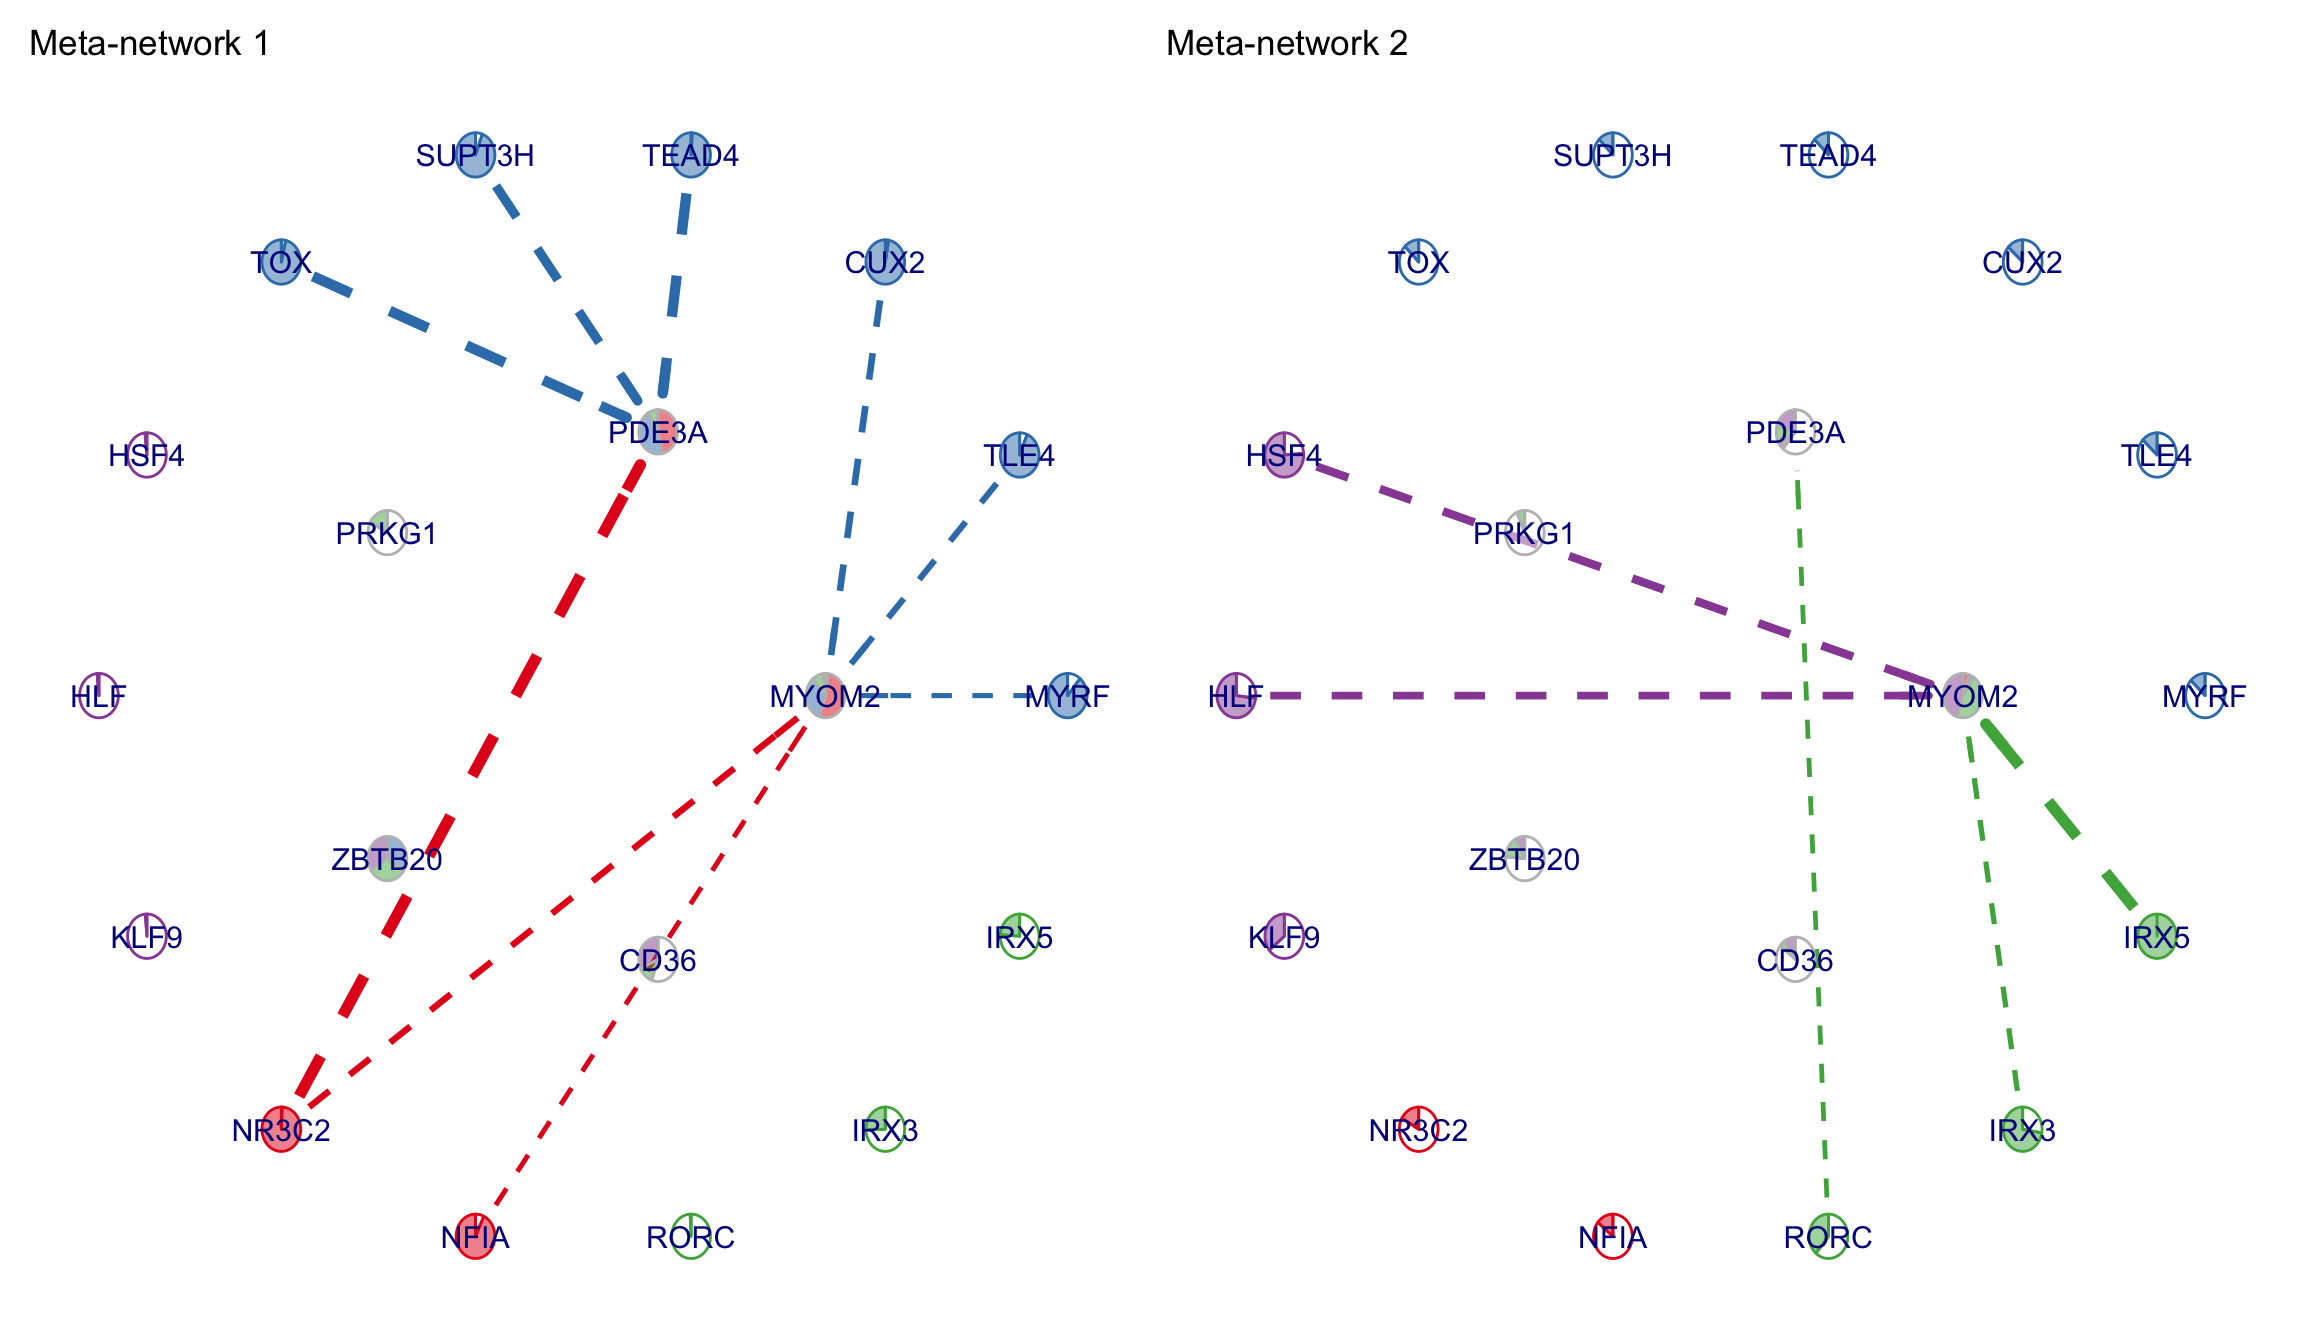 Meta-network 1
SUPT3H
TEAD4
TOX
CUX2
PDE3A
HSF4
TLE4
PRKG1
HLF
MYOM2
MYRF
ZBTB20
KLF9
CD36
IRX5
NR3C2
IRX3
NFIA
RORC
Meta-network 2
SUPT3H
TEAD4
TOX
CUX2
PDE3A
HSF4
TLE4
PRKG1
HLF
MYOM2
MYRF
ZBTB20
KLF9
CD36
IRX5
NR3C2
IRX3
NFIA
RORC